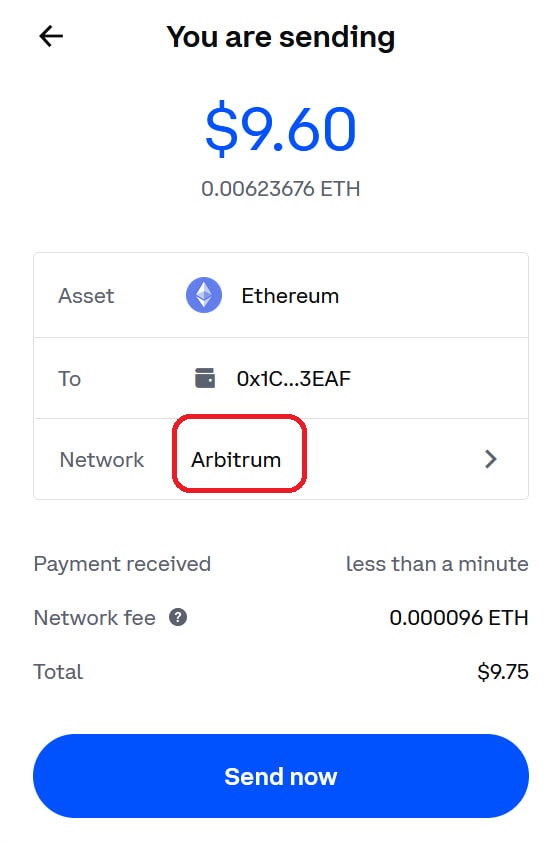 You are sending
$9.60
0.00623676 ETH
Asset Ethereum
To 0x1C...3EAF
Network Arbitrum
Payment received less than a minute
Network fee ? 0.000096 ETH
Total $9.75
Send now